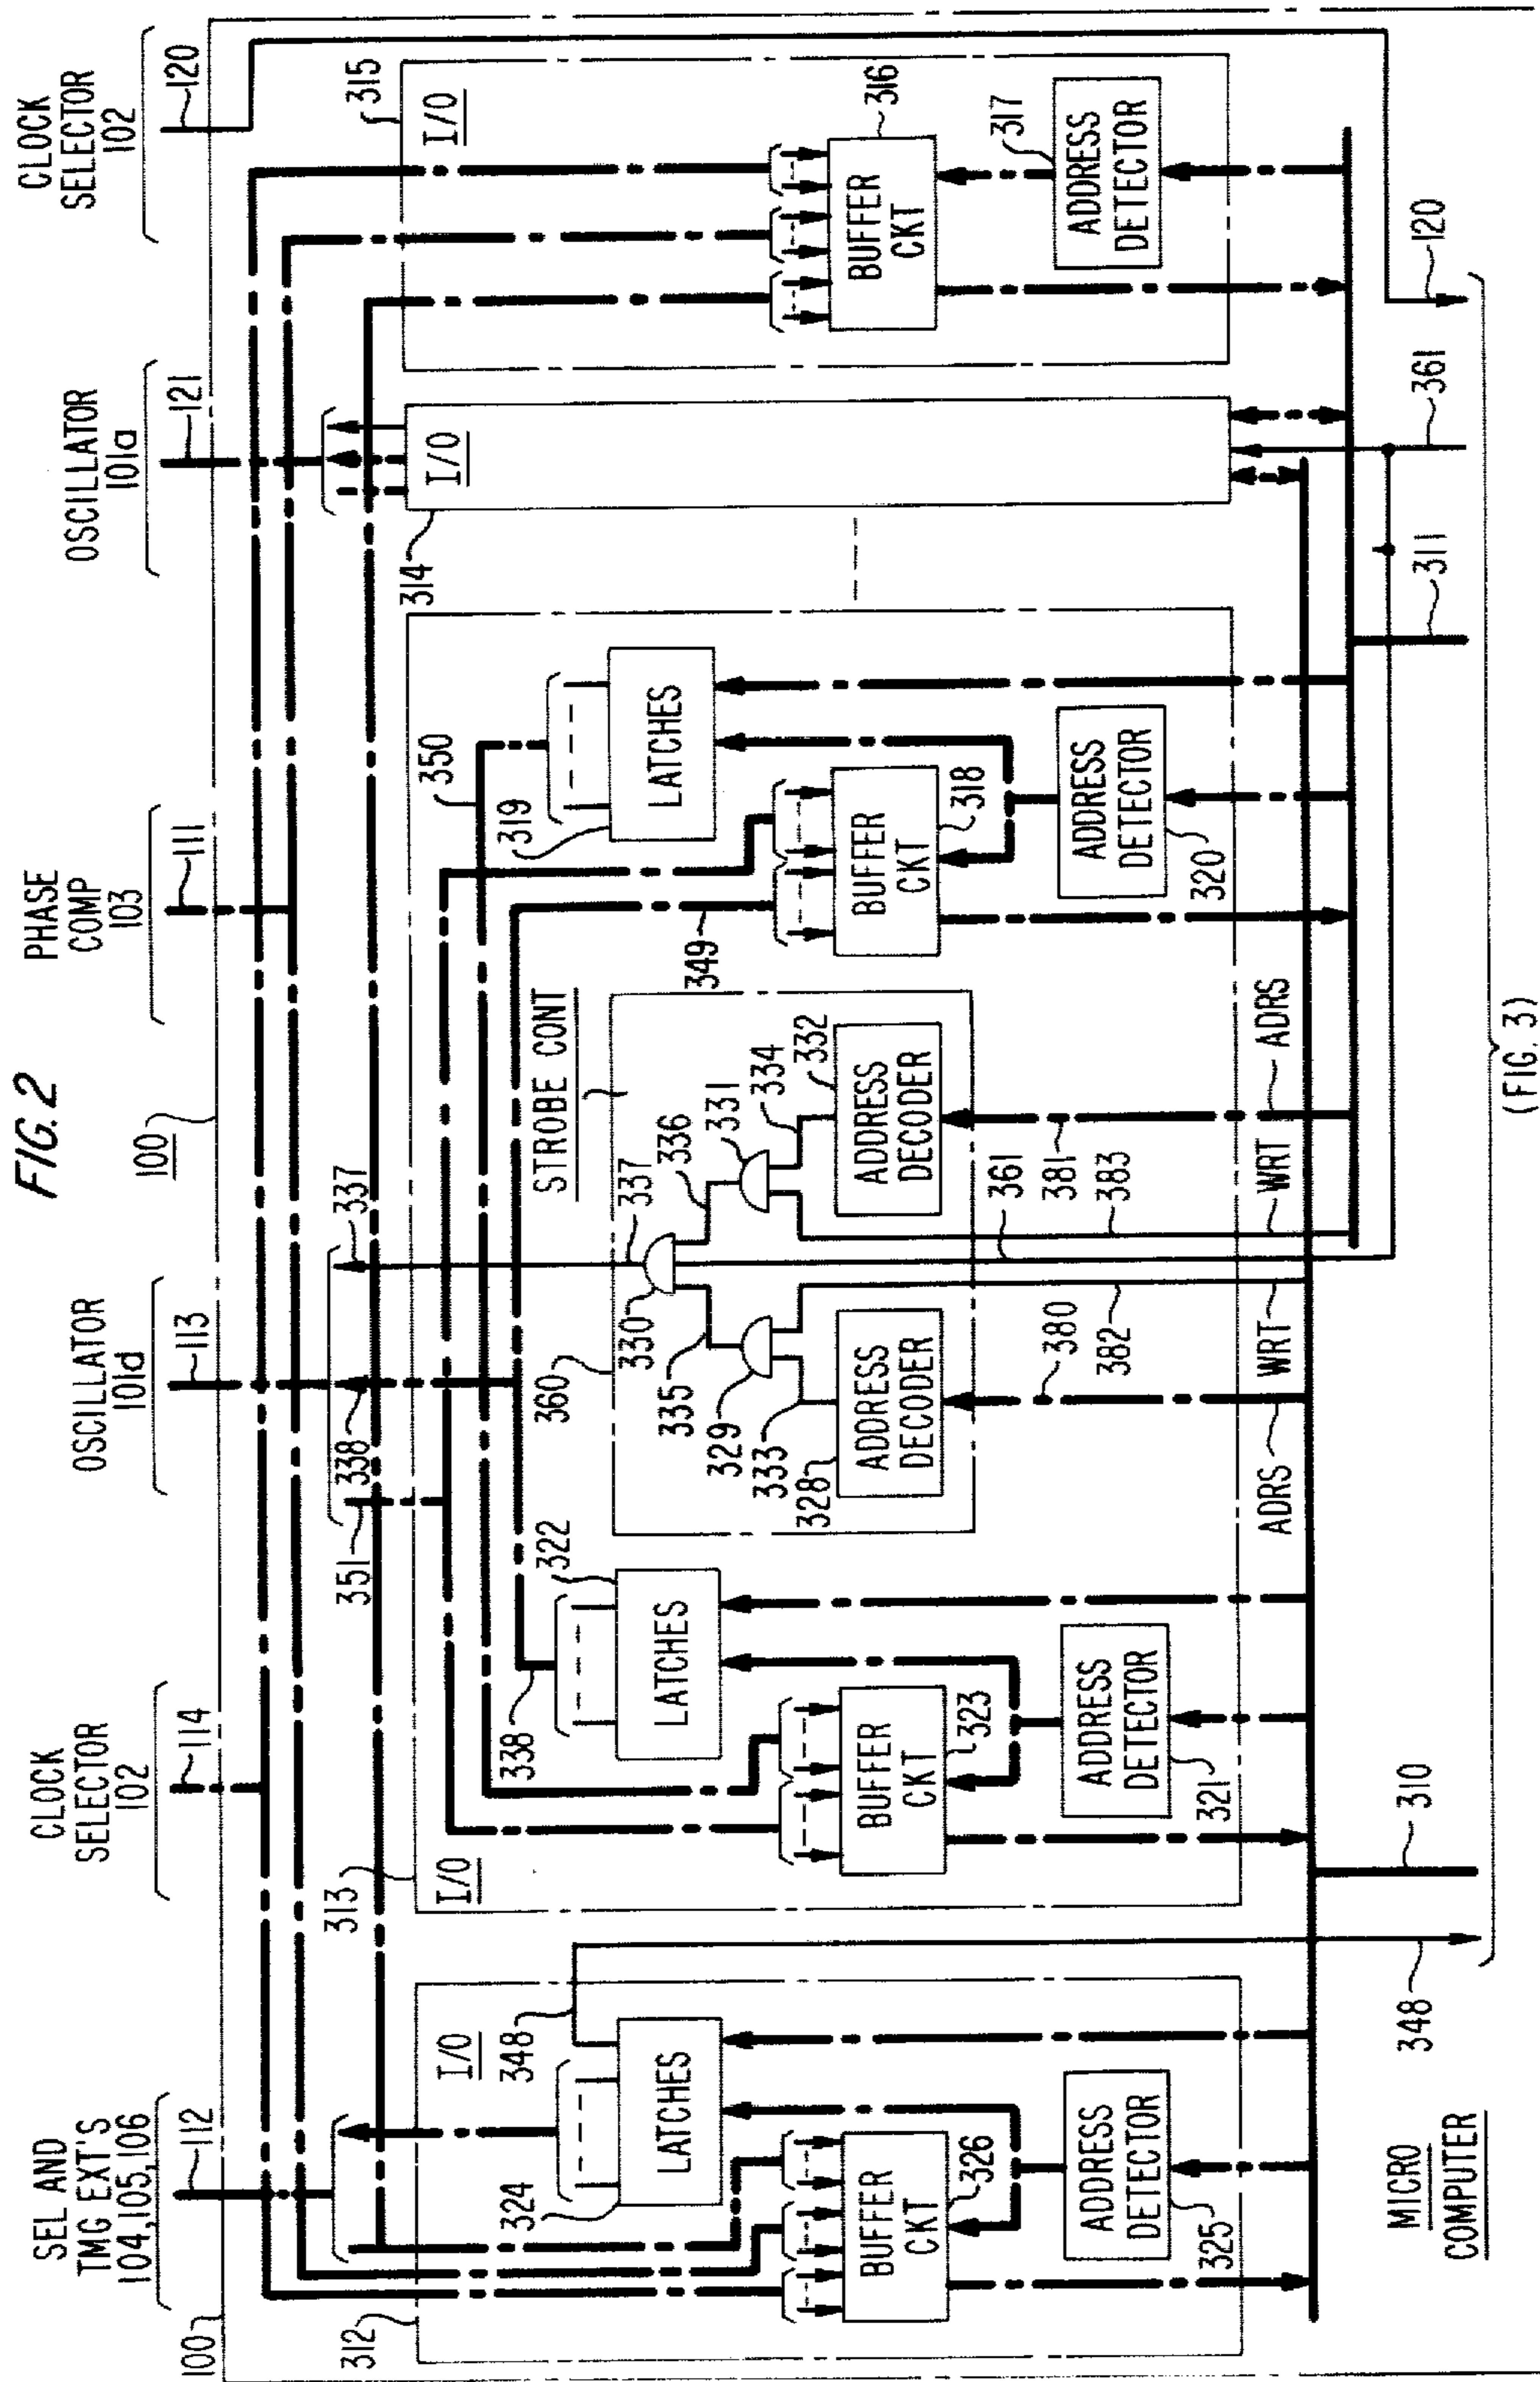 FIG. 2
SEL AND
TMG EXT'S
104,105,106
CLOCK
SELECTOR
102
OSCILLATOR
101d
PHASE
COMP
103
OSCILLATOR
101a
CLOCK
SELECTOR
102
100
112
114
113
111
121
120
100
337
338
351
313
312
I/O
348
324
LATCHES
BUFFER
CKT
326
ADDRESS
DETECTOR
325
I/O
338
322
LATCHES
BUFFER
CKT
323
ADDRESS
DETECTOR
321
STROBE CONT
360
337
330
336
335
331
329
334
333
332
328
ADDRESS
DECODER
ADDRESS
DECODER
380
382
361
381
383
ADRS
WRT
WRT
ADRS
350
319
LATCHES
349
BUFFER
CKT
318
ADDRESS
DETECTOR
320
314
I/O
315
I/O
316
BUFFER
CKT
317
ADDRESS
DETECTOR
MICRO
COMPUTER
348
310
311
361
120
(FIG. 3)